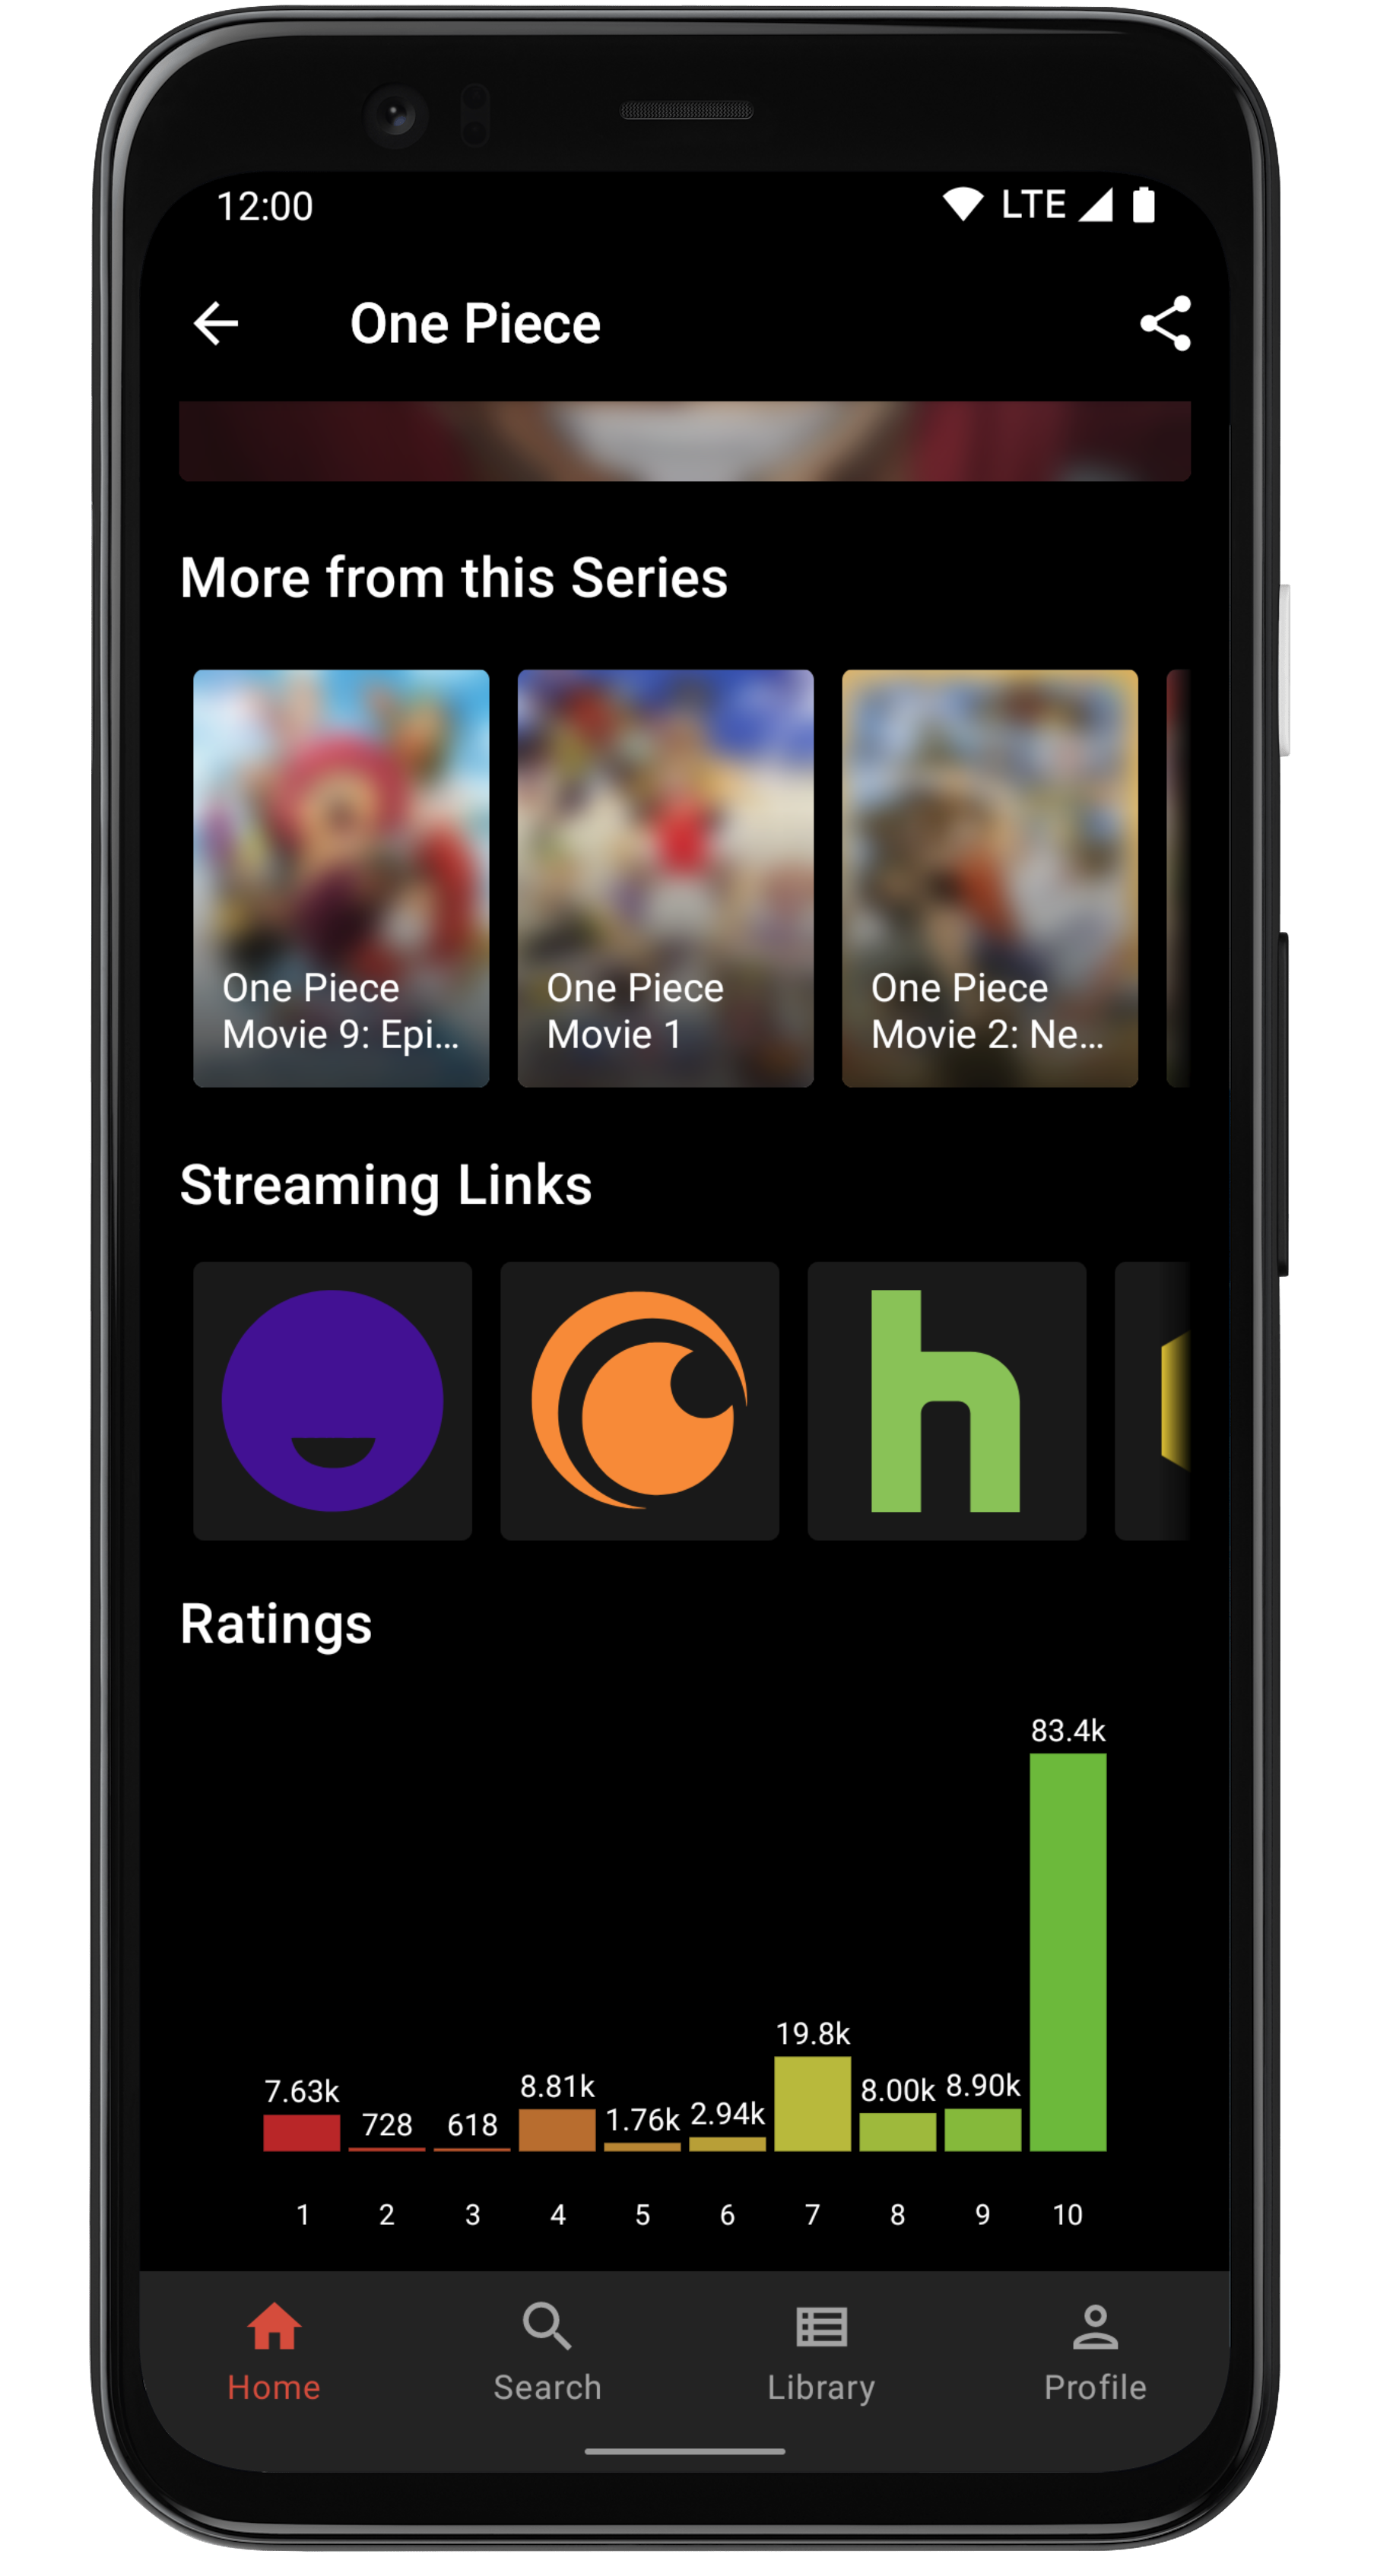 12:00
LTE
One Piece
More from this Series
One Piece
Movie 9: Epi...
One Piece
Movie 1
One Piece
Movie 2: Ne...
Streaming Links
h
Ratings
83.4k
19.8k
7.63k 728 618 8.81k 1.76k 2.94k 8.00k 8.90k
1 2 3 4 5 6 7 8 9 10
Home Search Library Profile